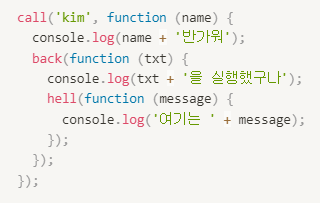 call('kim', function (name) {
  console.log(name + '반가워');
  back(function (txt) {
    console.log(txt + '을 실행했구나');
    hell(function (message) {
      console.log('여기는 ' + message);
    });
  });
});